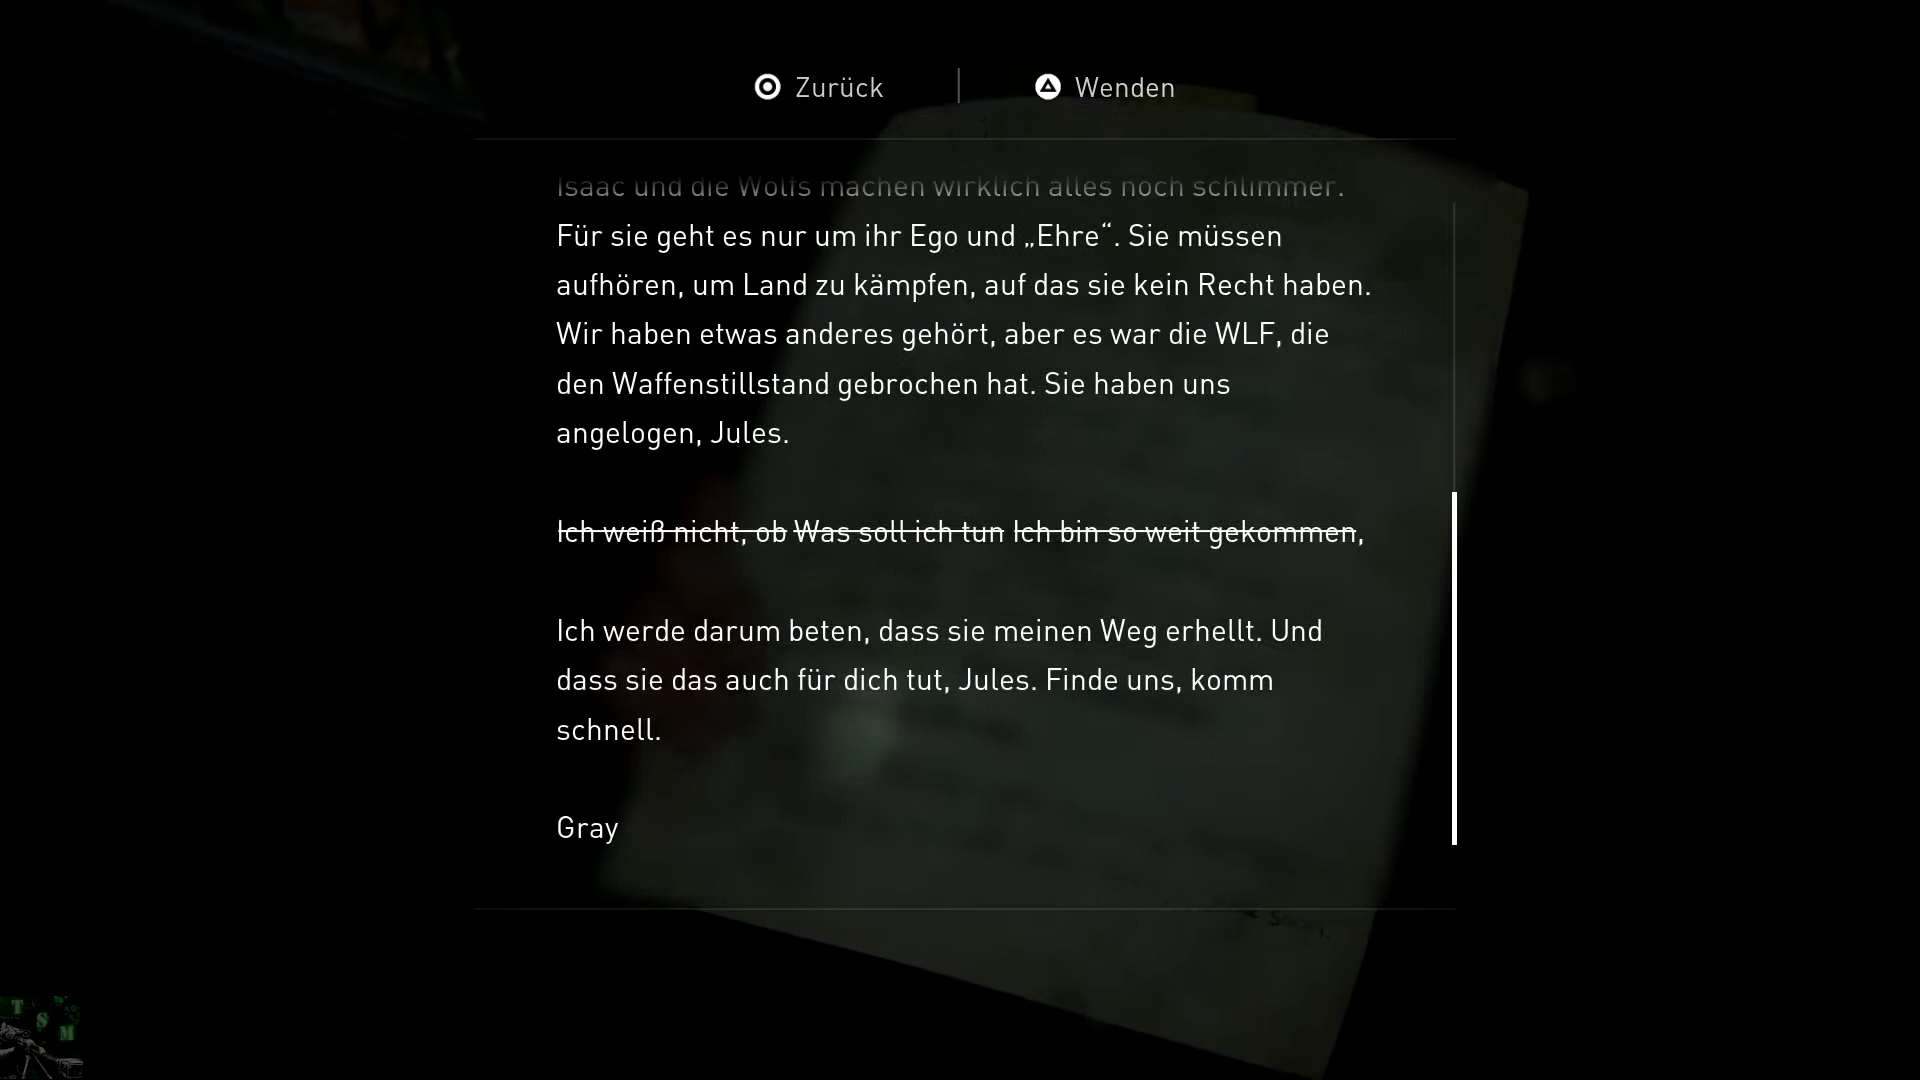 Zurück
Wenden
Isaac und die Wolfs machen wirklich alles noch schlimmer.
Für sie geht es nur um ihr Ego und „Ehre“. Sie müssen
aufhören, um Land zu kämpfen, auf das sie kein Recht haben.
Wir haben etwas anderes gehört, aber es war die WLF, die
den Waffenstillstand gebrochen hat. Sie haben uns
angelogen, Jules.
Ich weiß nicht, ob Was soll ich tun Ich bin so weit gekommen,
Ich werde darum beten, dass sie meinen Weg erhellt. Und
dass sie das auch für dich tut, Jules. Finde uns, komm
schnell.
Gray
T S M